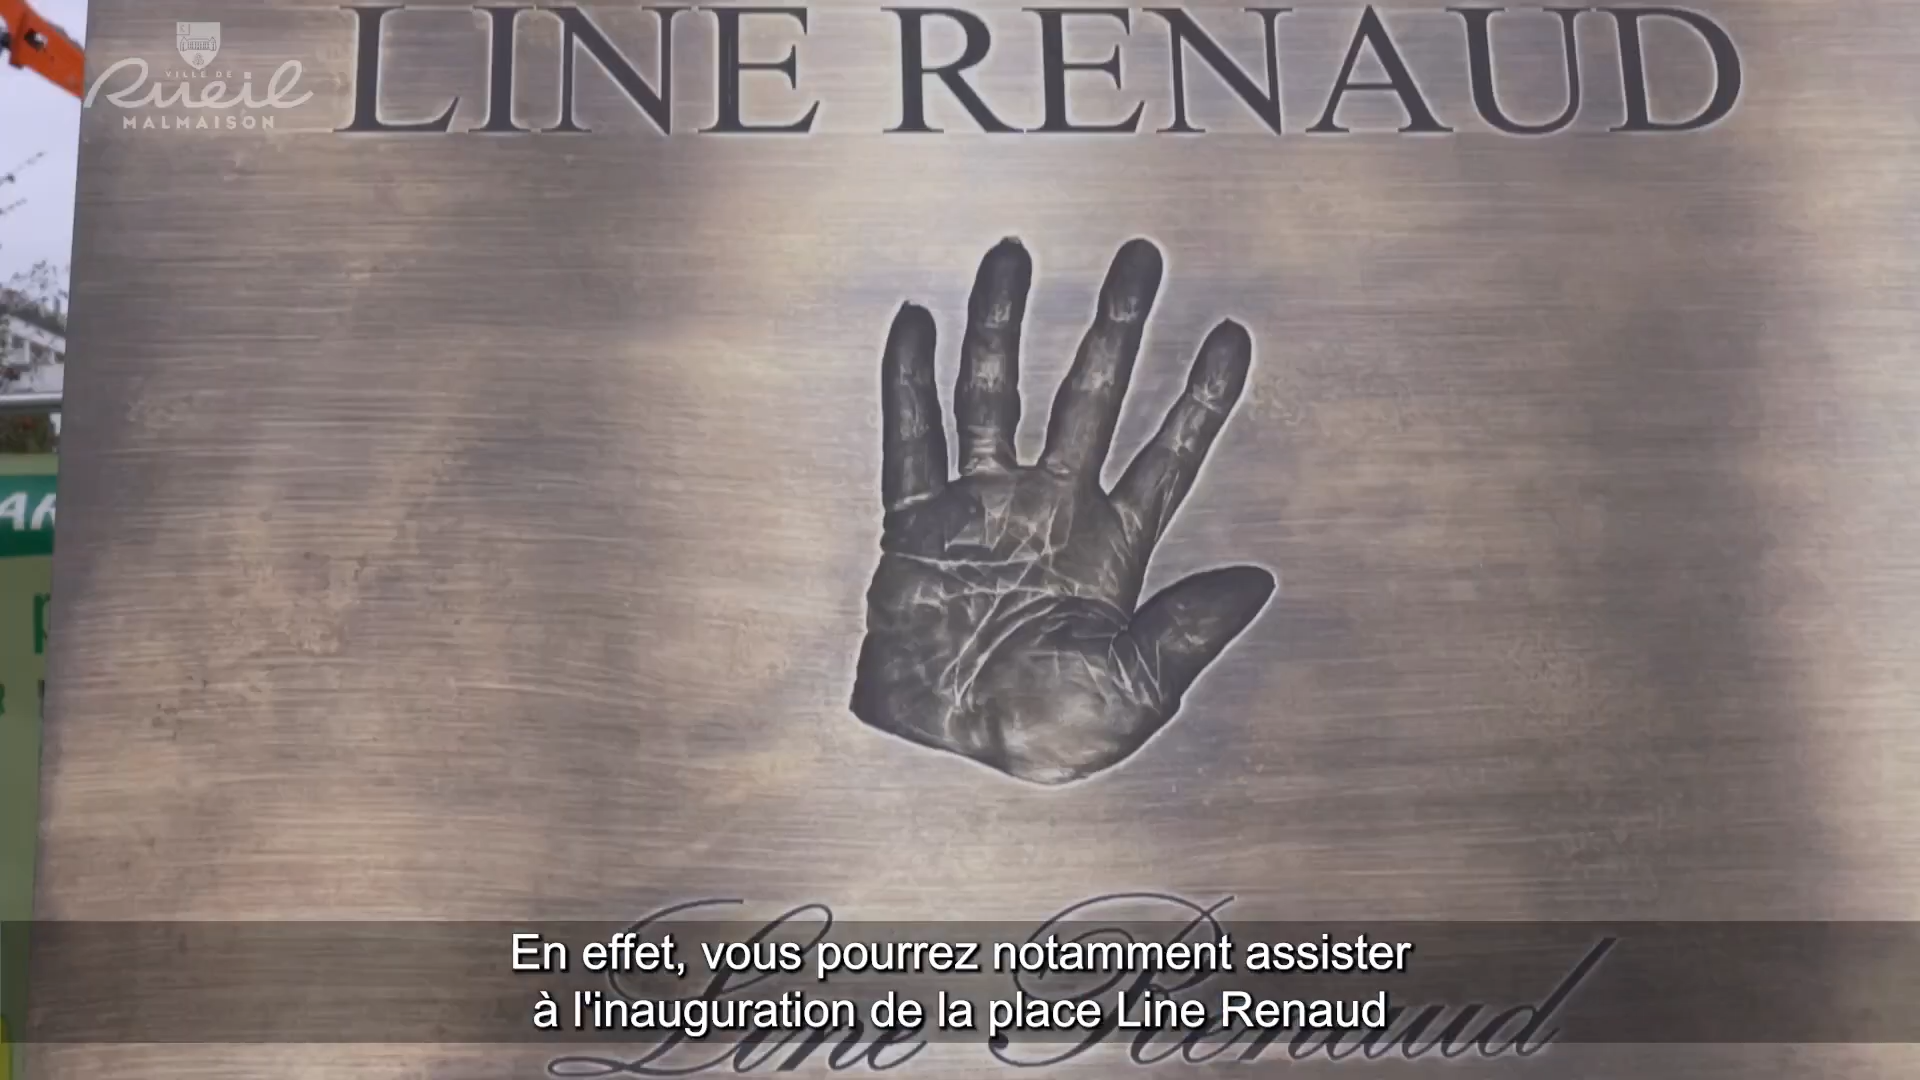 VILLE DE
Rueil
MALMAISON
LINE RENAUD
AR
P
En effet, vous pourrez notamment assister
à l'inauguration de la place Line Renaud
Line Renaud